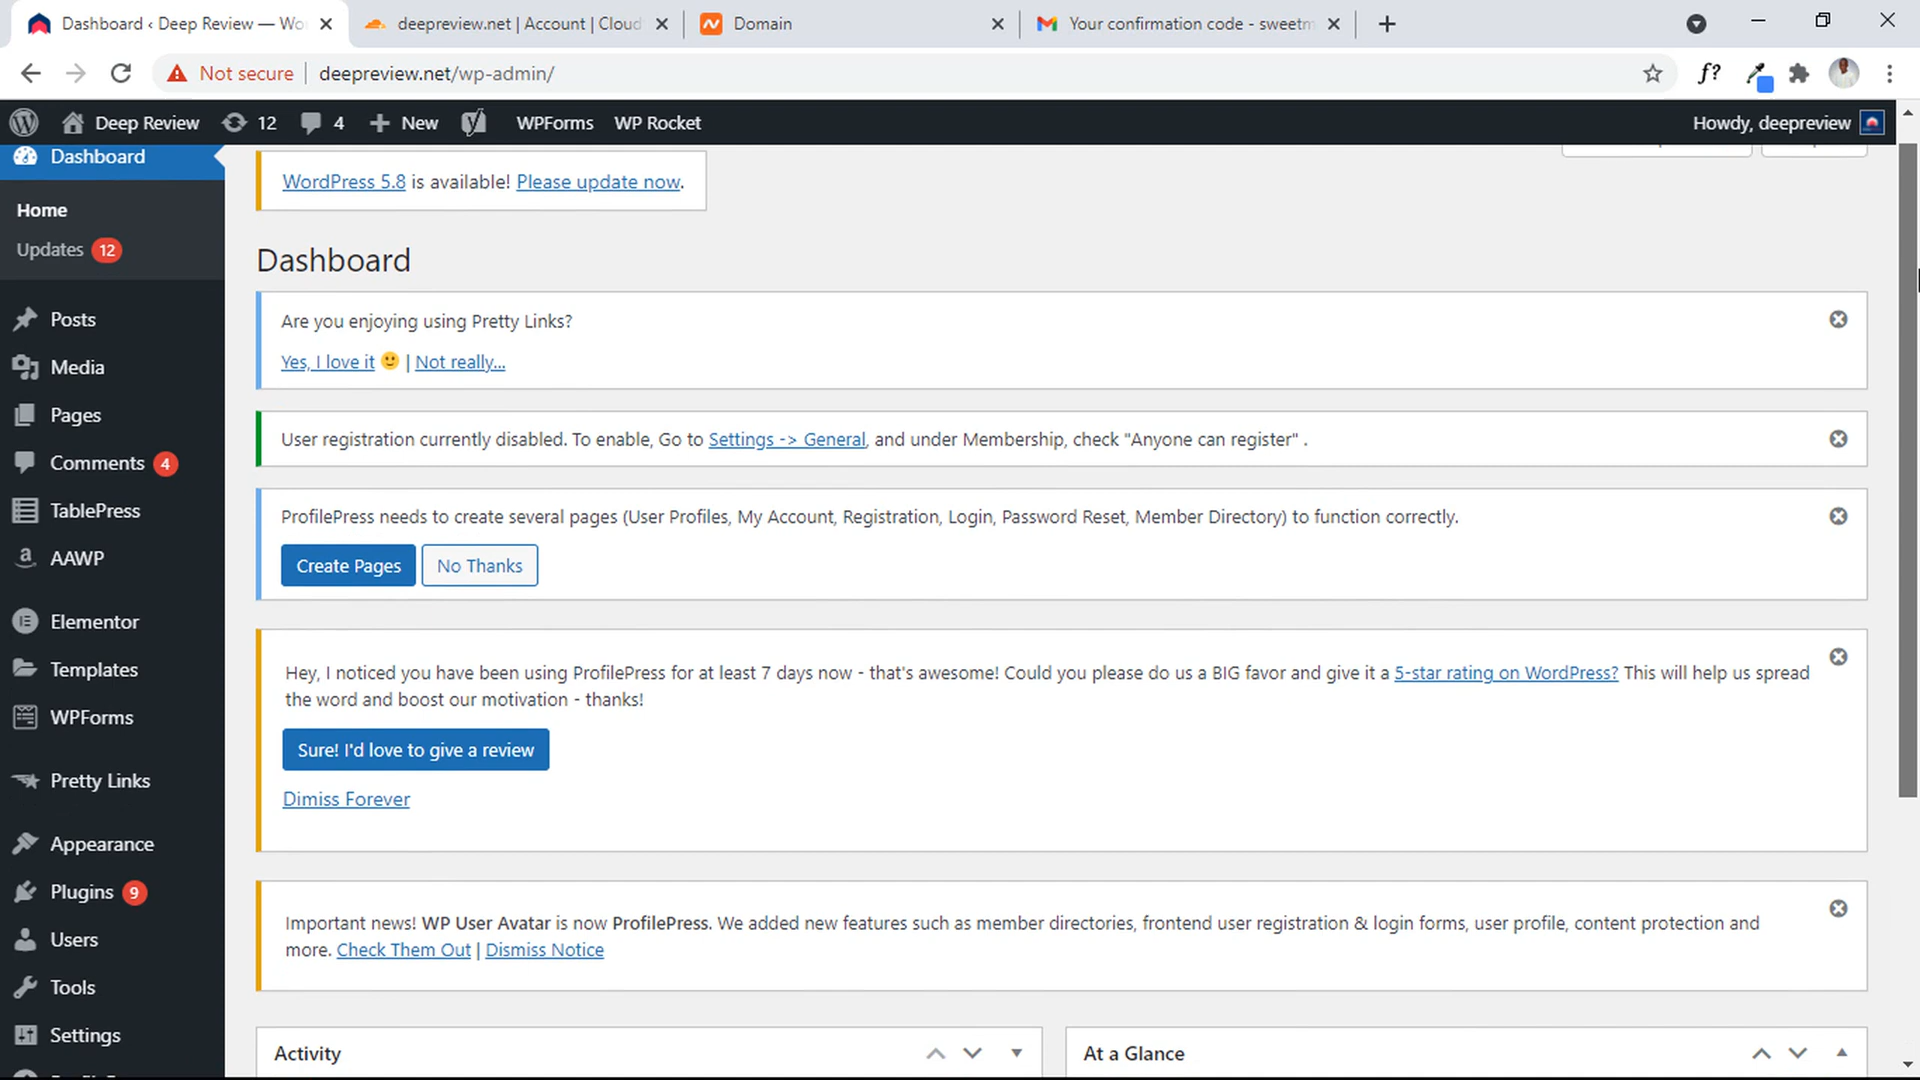 Dashboard ‹ Deep Review — Wo
deepreview.net | Account | Cloud
Domain
Your confirmation code - sweetm
Not secure
deepreview.net/wp-admin/
f?
Deep Review
12
4
New
WPForms
WP Rocket
Howdy, deepreview
Dashboard
Home
Updates 12
Posts
Media
Pages
Comments 4
TablePress
AAWP
Elementor
Templates
WPForms
Pretty Links
Appearance
Plugins 9
Users
Tools
Settings
WordPress 5.8 is available! Please update now.
Dashboard
Are you enjoying using Pretty Links?
Yes, I love it 🙂 | Not really...
User registration currently disabled. To enable, Go to Settings -> General, and under Membership, check "Anyone can register" .
ProfilePress needs to create several pages (User Profiles, My Account, Registration, Login, Password Reset, Member Directory) to function correctly.
Create Pages
No Thanks
Hey, I noticed you have been using ProfilePress for at least 7 days now - that's awesome! Could you please do us a BIG favor and give it a 5-star rating on WordPress? This will help us spread
the word and boost our motivation - thanks!
Sure! I'd love to give a review
Dimiss Forever
Important news! WP User Avatar is now ProfilePress. We added new features such as member directories, frontend user registration & login forms, user profile, content protection and
more. Check Them Out | Dismiss Notice
Activity
At a Glance